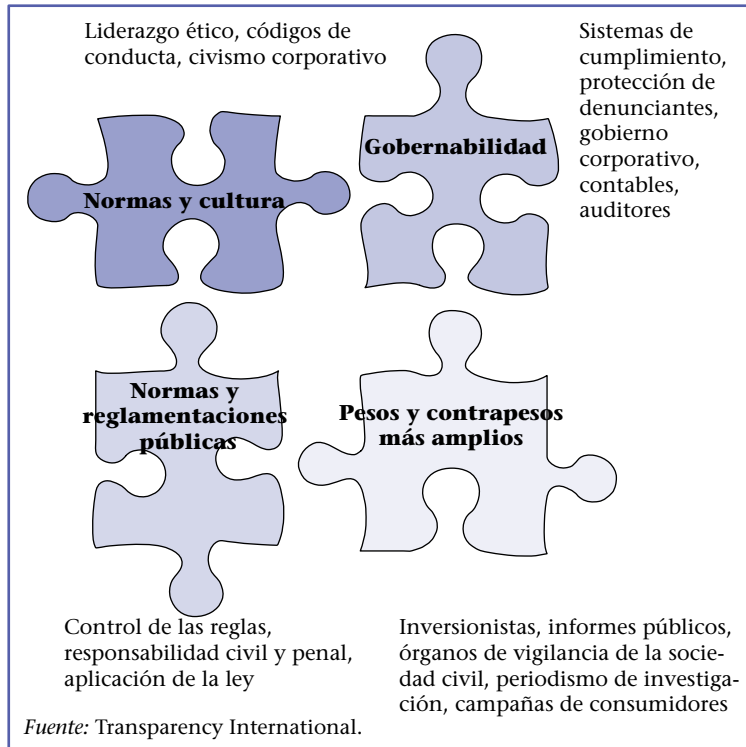 Liderazgo ético, códigos de
conducta, civismo corporativo
Sistemas de
cumplimiento,
protección de
denunciantes,
gobierno
corporativo,
contables,
auditores
Normas y cultura
Gobernabilidad
Normas y
reglamentaciones
públicas
Pesos y contrapesos
más amplios
Control de las reglas,
responsabilidad civil y penal,
aplicación de la ley
Inversionistas, informes públicos,
órganos de vigilancia de la socie-
dad civil, periodismo de investiga-
ción, campañas de consumidores
Fuente: Transparency International.